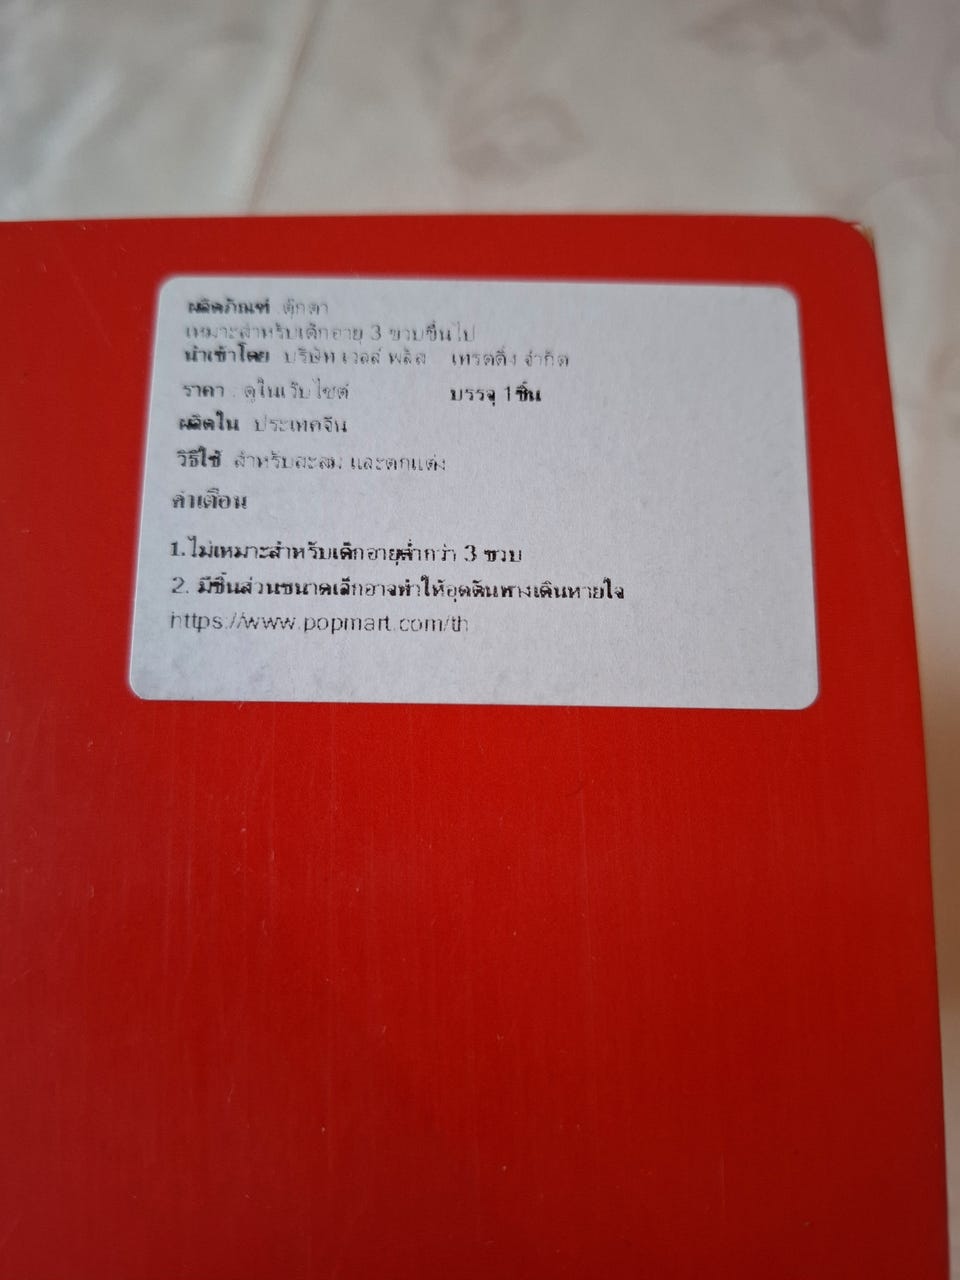 ผลิตภัณฑ์ : ตุ๊กตา
เหมาะสำหรับเด็กอายุ 3 ขวบขึ้นไป
นำเข้าโดย บริษัท เวลส์ พลัส เทรดดิ้ง จำกัด
ราคา : ดูในเว็บไซต์ บรรจุ 1 ชิ้น
ผลิตใน ประเทศจีน
วิธีใช้ สำหรับสะสม และตกแต่ง
คำเตือน
1.ไม่เหมาะสำหรับเด็กอายุต่ำกว่า 3 ขวบ
2. มีชิ้นส่วนขนาดเล็กอาจทำให้อุดตันทางเดินหายใจ
https://www.popmart.com/th